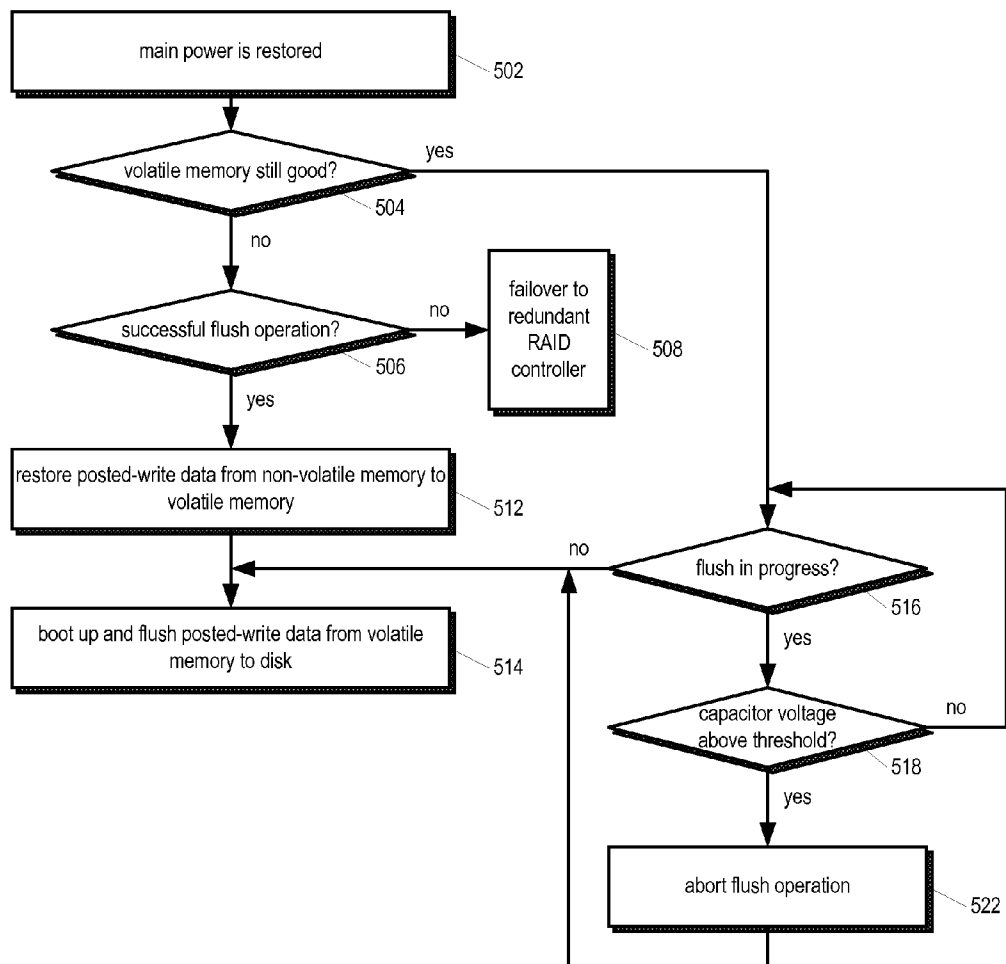 main power is restored
502
volatile memory still good?
yes
504
no
successful flush operation?
no
506
yes
failover to
redundant
RAID
controller
508
restore posted-write data from non-volatile memory to
volatile memory
512
no
flush in progress?
516
yes
boot up and flush posted-write data from volatile
memory to disk
514
capacitor voltage
above threshold?
no
518
yes
abort flush operation
522